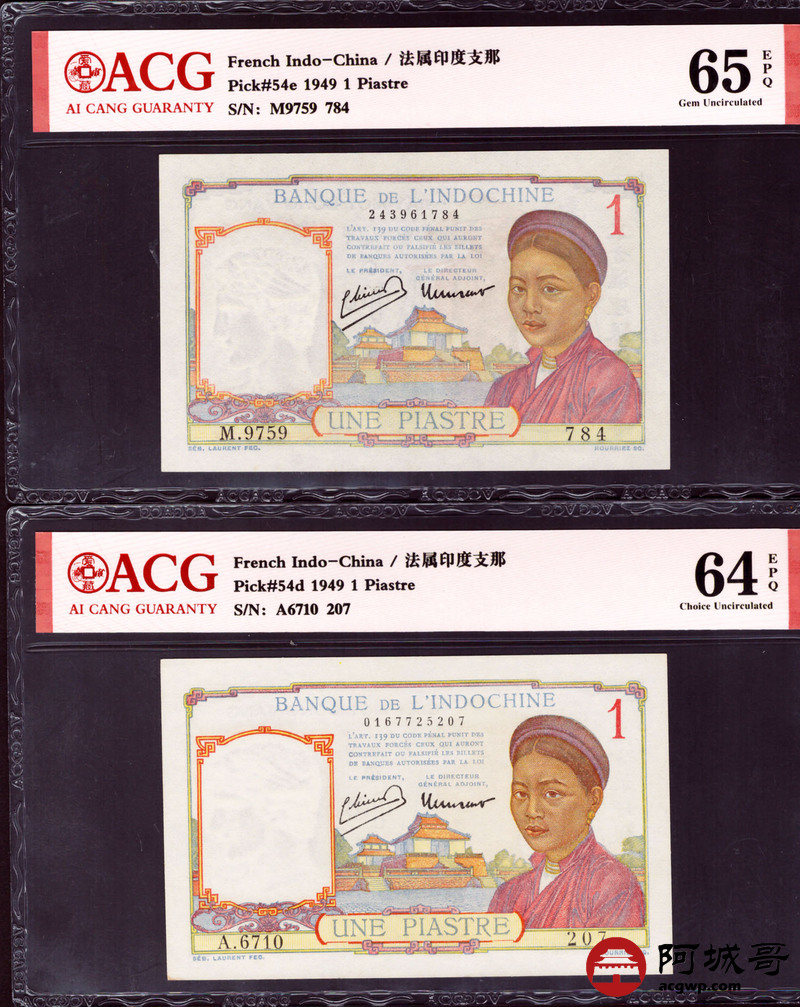 ACG
AI CANG GUARANTY
French Indo-China / 法属印度支那
Pick#54e 1949 1 Piastre
S/N: M9759 784
65
EPQ
Gem Uncirculated
BANQUE DE L'INDOCHINE
1
243961784
L'ART. 139 DU CODE PÉNAL PUNIT DES
TRAVAUX FORCÉS CEUX QUI AURONT
CONTREFAIT OU FALSIFIÉ LES BILLETS
DE BANQUES AUTORISÉES PAR LA LOI
LE PRÉSIDENT,
LE DIRECTEUR
GÉNÉRAL ADJOINT,
UNE PIASTRE
M.9759
784
SÉB. LAURENT FEC.
ACG
AI CANG GUARANTY
French Indo-China / 法属印度支那
Pick#54d 1949 1 Piastre
S/N: A6710 207
64
EPQ
Choice Uncirculated
BANQUE DE L'INDOCHINE
1
0167725207
L'ART. 139 DU CODE PÉNAL PUNIT DES
TRAVAUX FORCÉS CEUX QUI AURONT
CONTREFAIT OU FALSIFIÉ LES BILLETS
DE BANQUES AUTORISÉES PAR LA LOI
LE PRÉSIDENT,
LE DIRECTEUR
GÉNÉRAL ADJOINT,
UNE PIASTRE
A.6710
207
SÉB. LAURENT FEC.
阿城哥
acgwp.com